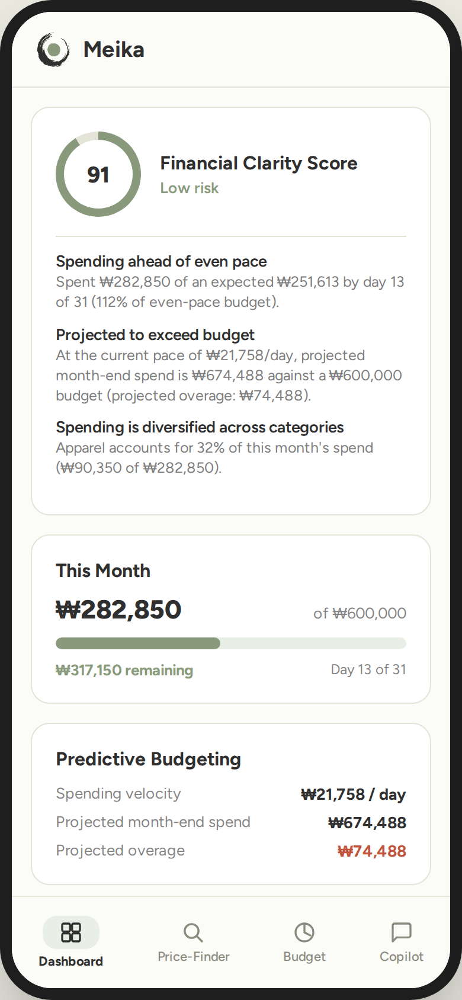 Meika
91
Financial Clarity Score
Low risk
Spending ahead of even pace
Spent ₩282,850 of an expected ₩251,613 by day 13
of 31 (112% of even-pace budget).
Projected to exceed budget
At the current pace of ₩21,758/day, projected
month-end spend is ₩674,488 against a ₩600,000
budget (projected overage: ₩74,488).
Spending is diversified across categories
Apparel accounts for 32% of this month's spend
(₩90,350 of ₩282,850).
This Month
₩282,850 of ₩600,000
₩317,150 remaining Day 13 of 31
Predictive Budgeting
Spending velocity ₩21,758 / day
Projected month-end spend ₩674,488
Projected overage ₩74,488
Dashboard Price-Finder Budget Copilot